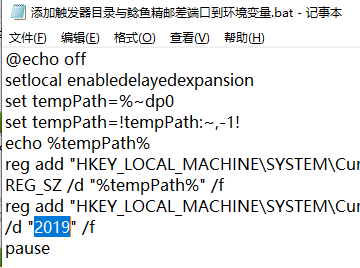 添加触发器目录与鲶鱼精邮差端口到环境变量.bat - 记事本
文件(F) 编辑(E) 格式(O) 查看(V) 帮助(H)
@echo off
setlocal enabledelayedexpansion
set tempPath=%~dp0
set tempPath=!tempPath:~,-1!
echo %tempPath%
reg add "HKEY_LOCAL_MACHINE\SYSTEM\Cur
REG_SZ /d "%tempPath%" /f
reg add "HKEY_LOCAL_MACHINE\SYSTEM\Cur
/d "2019" /f
pause